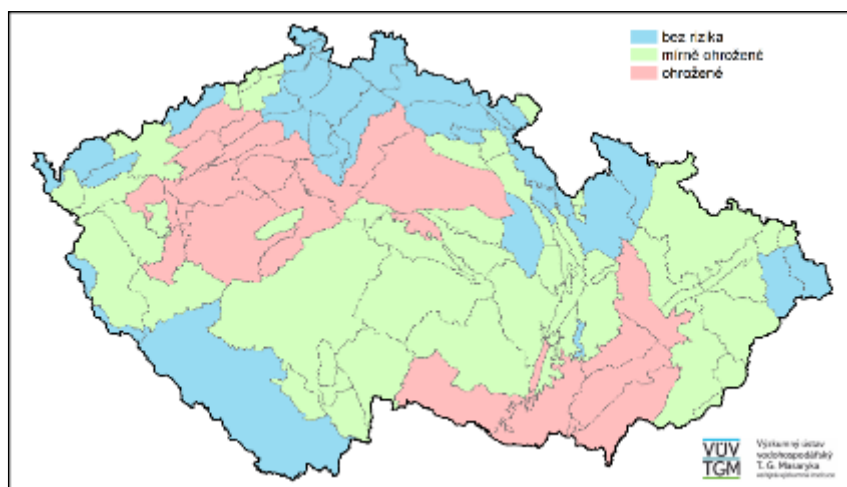 bez rizika
mírně ohrožené
ohrožené
VÚV
TGM
Výzkumný ústav
vodohospodářský
T. G. Masaryka